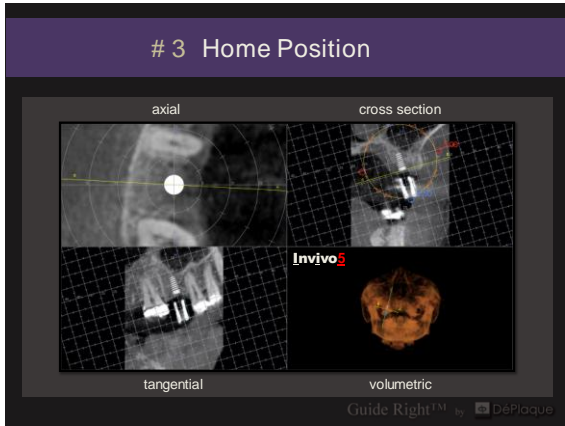 # 3 Home Position
axial
cross section
Invivo5
tangential
volumetric
Guide Right™ by DéPlaque